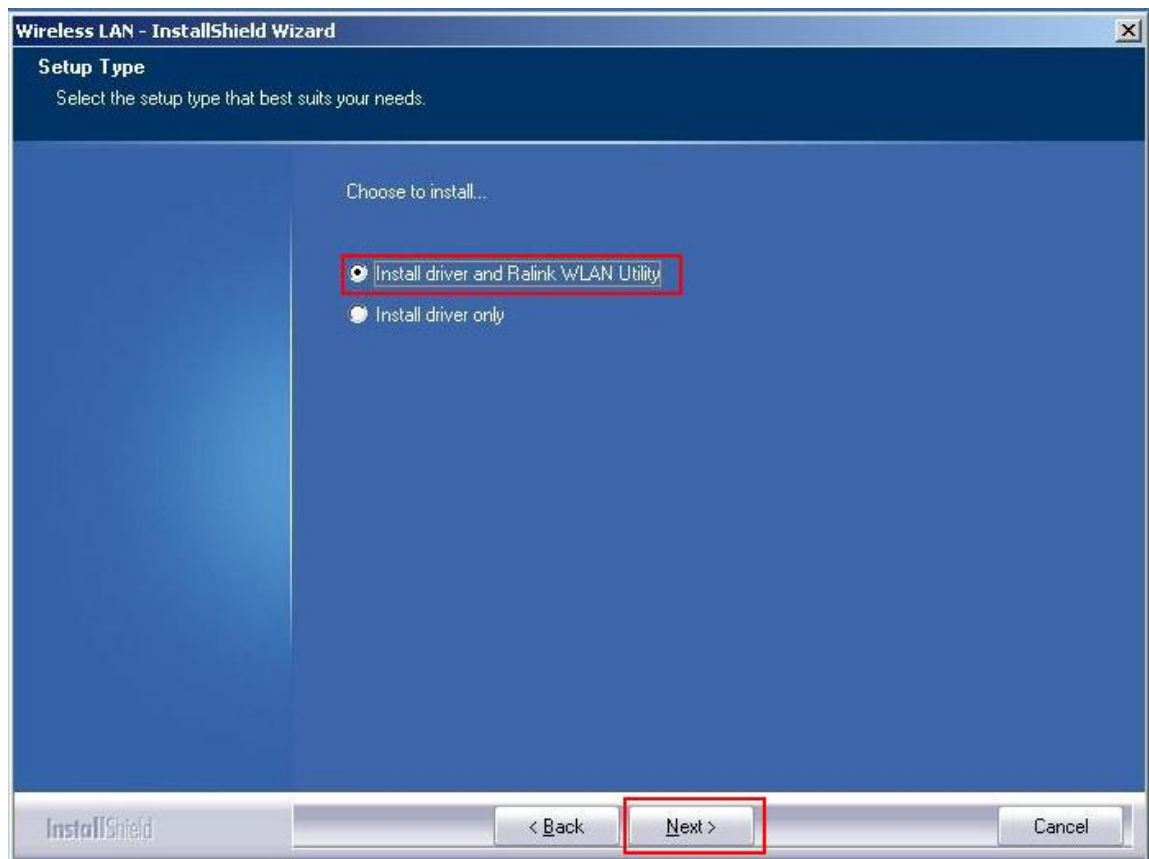 Wireless LAN - InstallShield Wizard
Setup Type
Select the setup type that best suits your needs.
Choose to install...
Install driver and Ralink WLAN Utility
Install driver only
InstallShield
< Back
Next >
Cancel